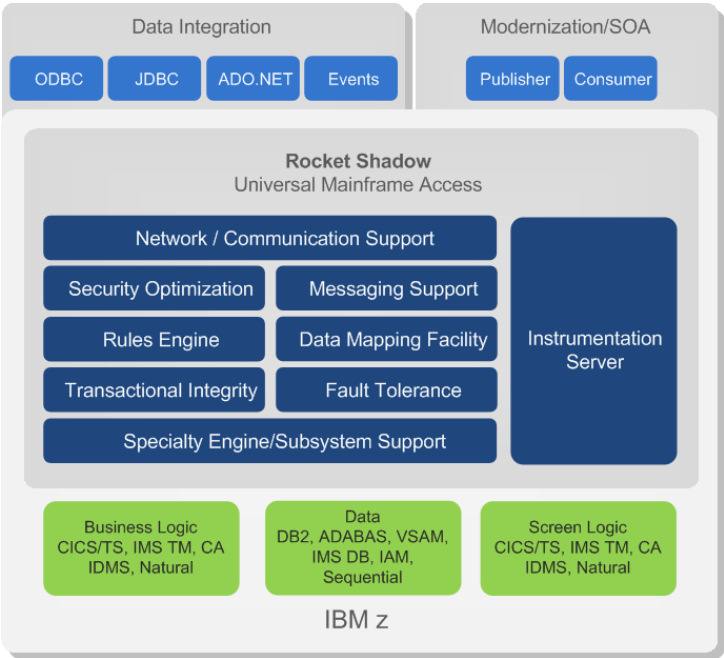 Data Integration
Modernization/SOA
ODBC
JDBC
ADO.NET
Events
Publisher
Consumer
Rocket Shadow
Universal Mainframe Access
Network / Communication Support
Security Optimization
Messaging Support
Rules Engine
Data Mapping Facility
Transactional Integrity
Fault Tolerance
Specialty Engine/Subsystem Support
Instrumentation
Server
Business Logic
CICS/TS, IMS TM, CA
IDMS, Natural
Data
DB2, ADABAS, VSAM,
IMS DB, IAM,
Sequential
Screen Logic
CICS/TS, IMS TM, CA
IDMS, Natural
IBM z